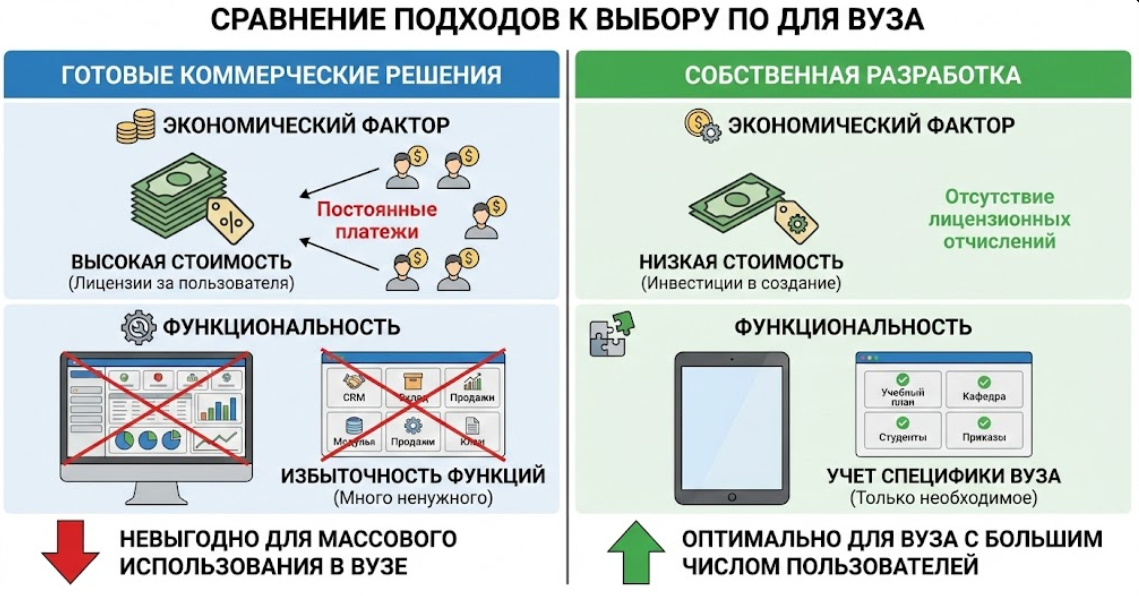 СРАВНЕНИЕ ПОДХОДОВ К ВЫБОРУ ПО ДЛЯ ВУЗА
ГОТОВЫЕ КОММЕРЧЕСКИЕ РЕШЕНИЯ
ЭКОНОМИЧЕСКИЙ ФАКТОР
$ $
$
$ $
%
Постоянные
платежи
ВЫСОКАЯ СТОИМОСТЬ
(Лицензии за пользователя)
ФУНКЦИОНАЛЬНОСТЬ
CRM
Продажи
Продажи
ИЗБЫТОЧНОСТЬ ФУНКЦИЙ
(Много ненужного)
НЕВЫГОДНО ДЛЯ МАССОВОГО
ИСПОЛЬЗОВАНИЯ В ВУЗЕ
СОБСТВЕННАЯ РАЗРАБОТКА
$
ЭКОНОМИЧЕСКИЙ ФАКТОР
Отсутствие
лицензионных
отчислений
НИЗКАЯ СТОИМОСТЬ
(Инвестиции в создание)
ФУНКЦИОНАЛЬНОСТЬ
Учебный
план
Кафедра
Студенты
Приказы
УЧЕТ СПЕЦИФИКИ ВУЗА
(Только необходимое)
ОПТИМАЛЬНО ДЛЯ ВУЗА С БОЛЬШИМ
ЧИСЛОМ ПОЛЬЗОВАТЕЛЕЙ